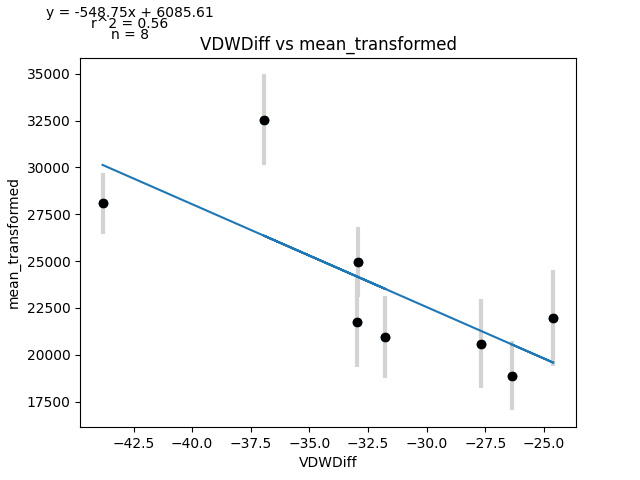 y = -548.75x + 6085.61
r^2 = 0.56
n = 8
VDWDiff vs mean_transformed
35000
32500
30000
27500
25000
22500
20000
17500
mean_transformed
−42.5 −40.0 −37.5 −35.0 −32.5 −30.0 −27.5 −25.0
VDWDiff